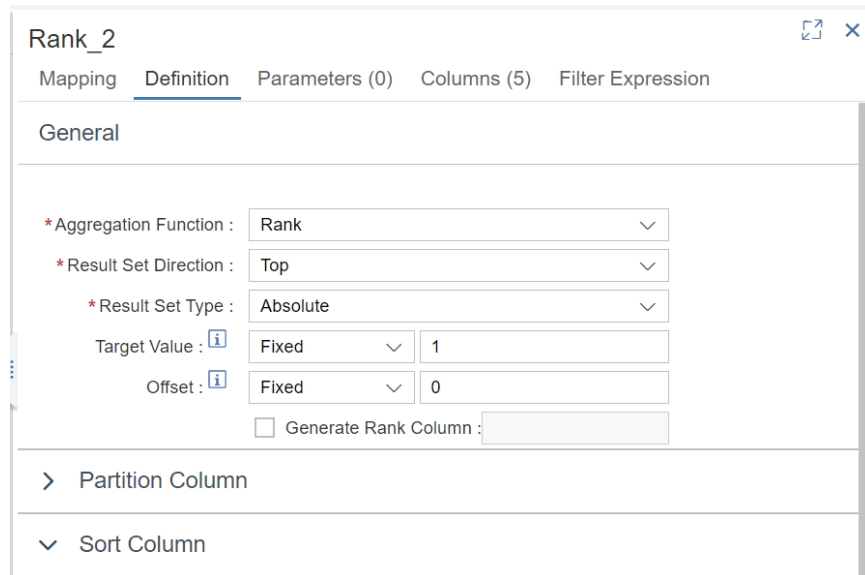 Rank_2
Mapping Definition Parameters (0) Columns (5) Filter Expression
General
*Aggregation Function : Rank
*Result Set Direction : Top
*Result Set Type : Absolute
Target Value : i Fixed 1
Offset : i Fixed 0
Generate Rank Column :
Partition Column
Sort Column